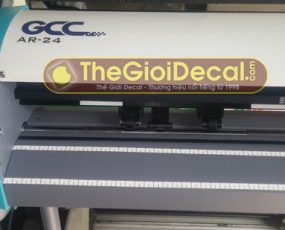 GCC
AR-24
TheGioiDecal.com
Thế Giới Decal - Thương hiệu nổi tiếng từ 1998